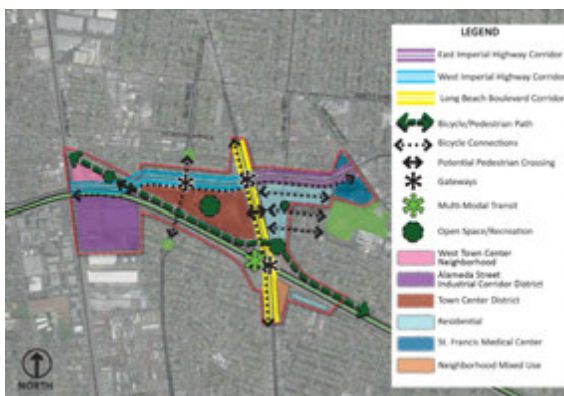 LEGEND
East Imperial Highway Corridor
West Imperial Highway Corridor
Long Beach Boulevard Corridor
Bicycle/Pedestrian Path
Bicycle Connections
Potential Pedestrian Crossing
Gateways
Multi-Modal Transit
Open Space/Recreation
West Town Center
Neighborhood
Alameda Street
Industrial Corridor District
Town Center District
Residential
St. Francis Medical Center
Neighborhood Mixed Use
NORTH